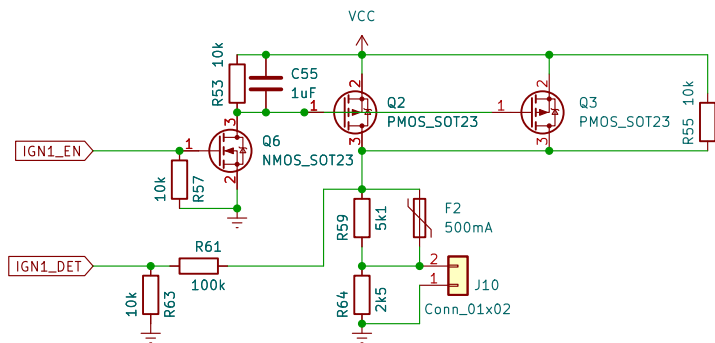 VCC
R53 10k
C55
1uF
1
2
3
Q2
PMOS_SOT23
1
2
3
Q3
PMOS_SOT23
R55 10k
IGN1_EN
1
3
2
Q6
NMOS_SOT23
10k
R57
R59
5k1
F2
500mA
IGN1_DET
R61
100k
10k
R63
R64
2k5
2
1
J10
Conn_01x02